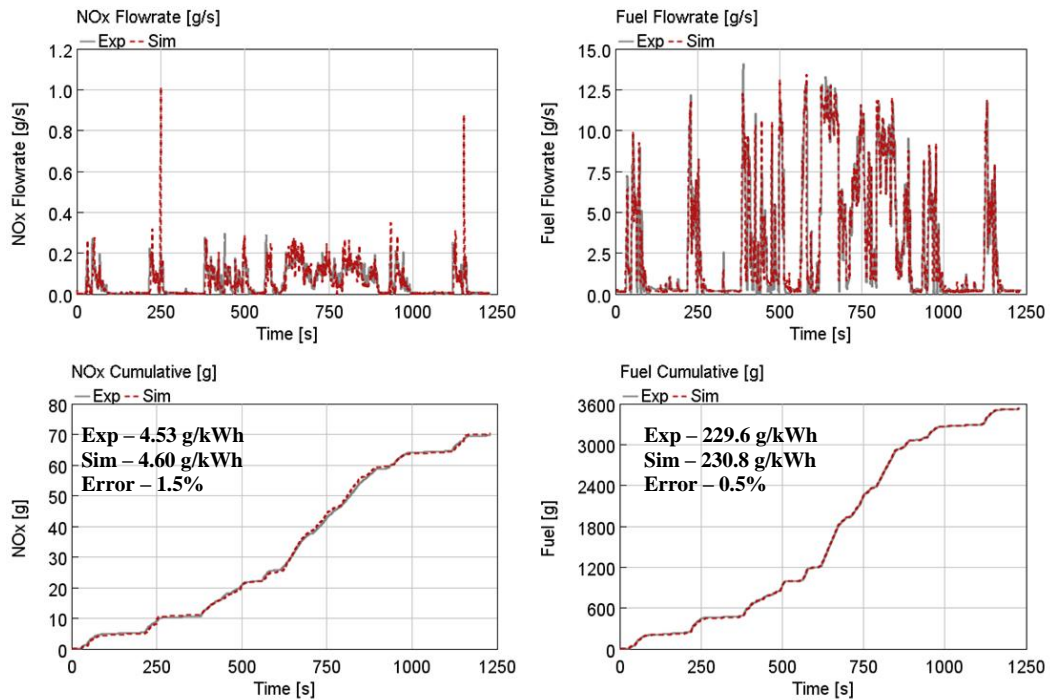 NOx Flowrate [g/s]
Exp Sim
1.2
1.0
0.8
0.6
0.4
0.2
0.0
NOx Flowrate [g/s]
0 250 500 750 1000 1250
Time [s]
Fuel Flowrate [g/s]
Exp Sim
15.0
12.5
10.0
7.5
5.0
2.5
0.0
Fuel Flowrate [g/s]
0 250 500 750 1000 1250
Time [s]
NOx Cumulative [g]
Exp Sim
80
70
60
50
40
30
20
10
0
NOx [g]
Exp – 4.53 g/kWh
Sim – 4.60 g/kWh
Error – 1.5%
0 250 500 750 1000 1250
Time [s]
Fuel Cumulative [g]
Exp Sim
3600
3000
2400
1800
1200
600
0
Fuel [g]
Exp – 229.6 g/kWh
Sim – 230.8 g/kWh
Error – 0.5%
0 250 500 750 1000 1250
Time [s]